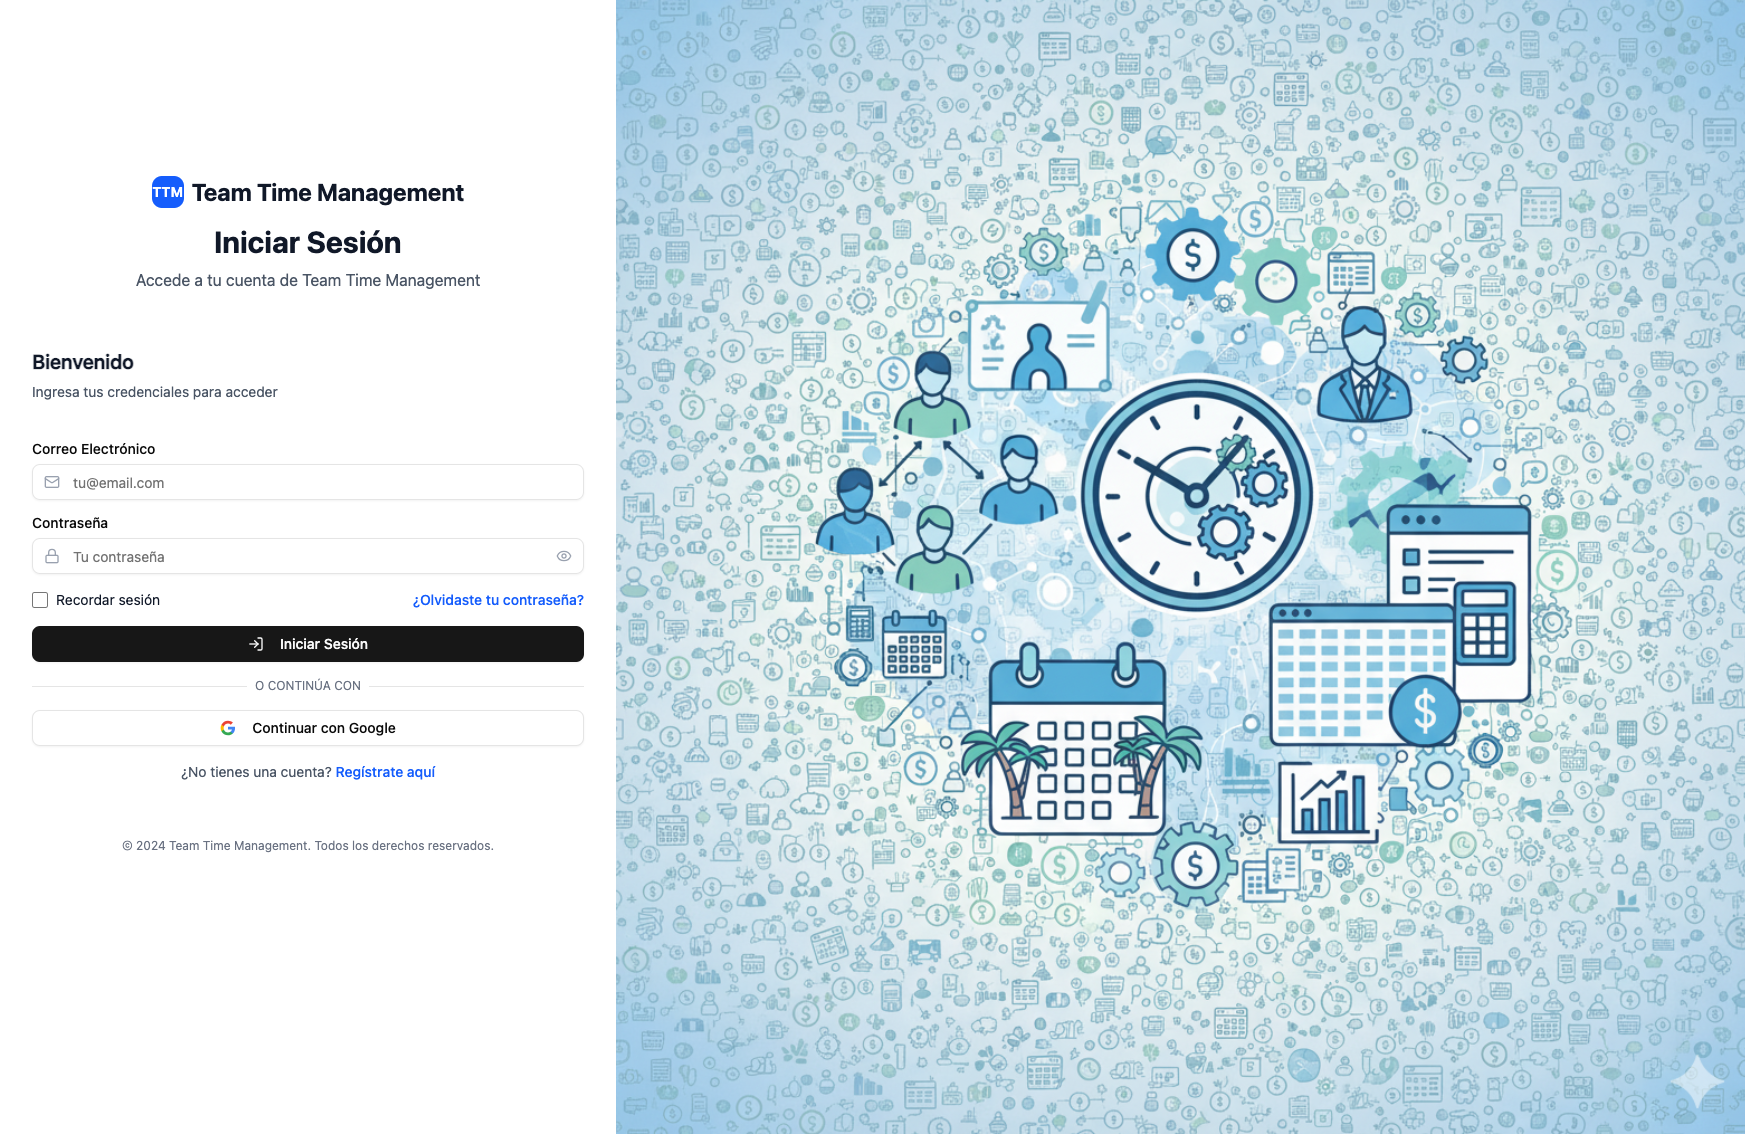 TTM Team Time Management
Iniciar Sesión
Accede a tu cuenta de Team Time Management
Bienvenido
Ingresa tus credenciales para acceder
Correo Electrónico
tu@email.com
Contraseña
Tu contraseña
Recordar sesión ¿Olvidaste tu contraseña?
Iniciar Sesión
O CONTINÚA CON
Continuar con Google
¿No tienes una cuenta? Regístrate aquí
© 2024 Team Time Management. Todos los derechos reservados.